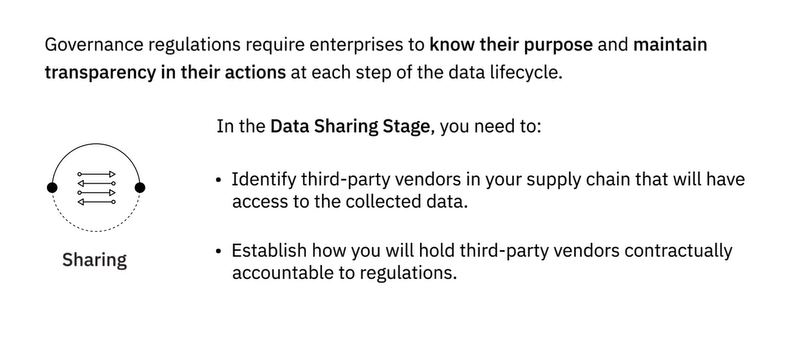 Governance regulations require enterprises to know their purpose and maintain
transparency in their actions at each step of the data lifecycle.
In the Data Sharing Stage, you need to:
• Identify third-party vendors in your supply chain that will have
access to the collected data.
• Establish how you will hold third-party vendors contractually
accountable to regulations.
Sharing